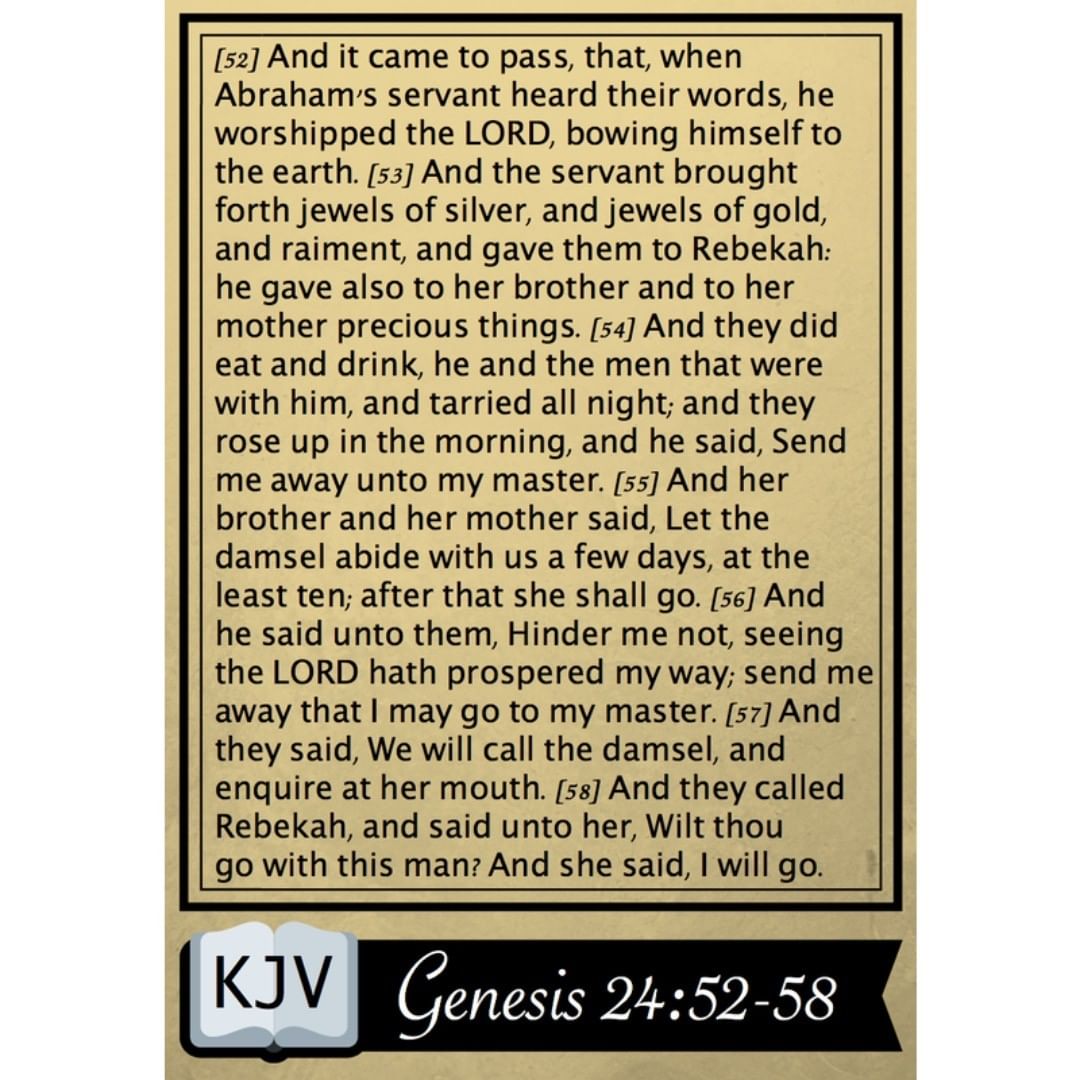 [52] And it came to pass, that, when
Abraham's servant heard their words, he
worshipped the LORD, bowing himself to
the earth. [53] And the servant brought
forth jewels of silver, and jewels of gold,
and raiment, and gave them to Rebekah:
he gave also to her brother and to her
mother precious things. [54] And they did
eat and drink, he and the men that were
with him, and tarried all night; and they
rose up in the morning, and he said, Send
me away unto my master. [55] And her
brother and her mother said, Let the
damsel abide with us a few days, at the
least ten; after that she shall go. [56] And
he said unto them, Hinder me not, seeing
the LORD hath prospered my way; send me
away that I may go to my master. [57] And
they said, We will call the damsel, and
enquire at her mouth. [58] And they called
Rebekah, and said unto her, Wilt thou
go with this man? And she said, I will go.
KJV
Genesis 24:52-58